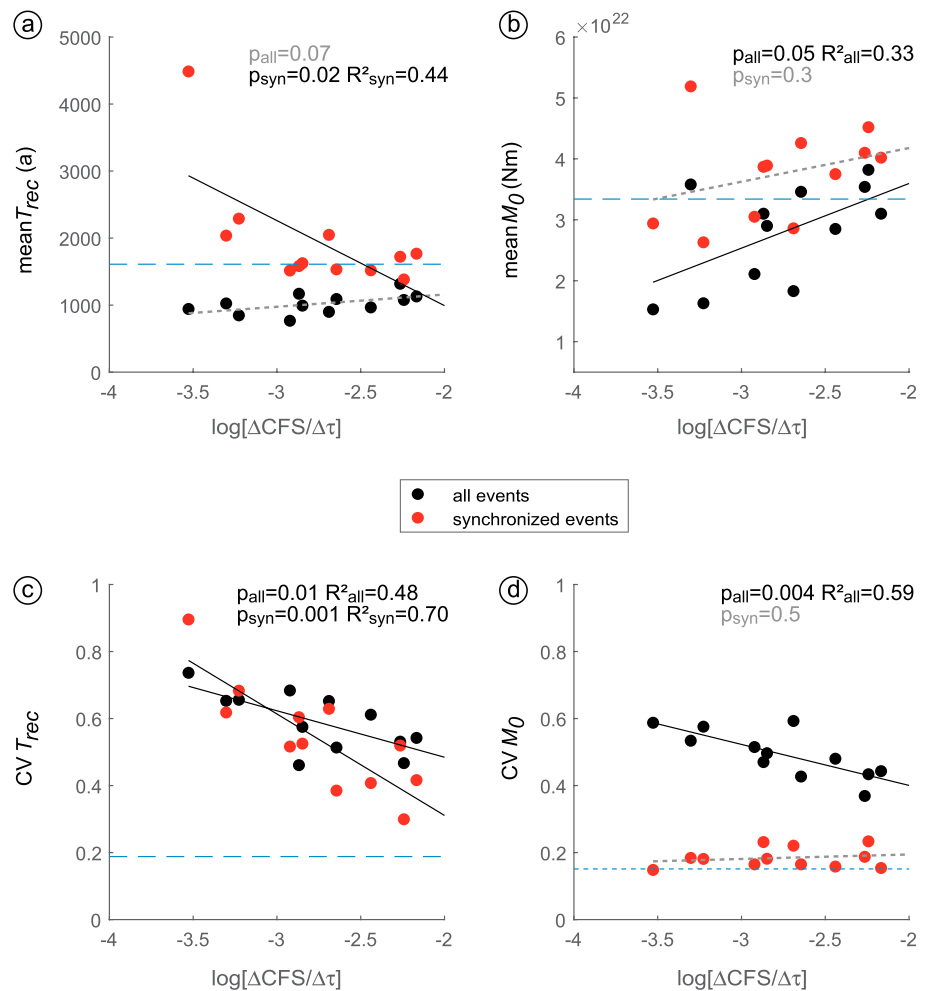 a
p_all=0.07
p_syn=0.02 R²_syn=0.44
5000
4000
3000
2000
1000
0
meanT_rec (a)
-4 -3.5 -3 -2.5 -2
log[ΔCFS/Δτ]
b
×10²²
p_all=0.05 R²_all=0.33
p_syn=0.3
6
5
4
3
2
1
meanM_0 (Nm)
-4 -3.5 -3 -2.5 -2
log[ΔCFS/Δτ]
all events
synchronized events
c
p_all=0.01 R²_all=0.48
p_syn=0.001 R²_syn=0.70
1
0.8
0.6
0.4
0.2
0
CV T_rec
-4 -3.5 -3 -2.5 -2
log[ΔCFS/Δτ]
d
p_all=0.004 R²_all=0.59
p_syn=0.5
1
0.8
0.6
0.4
0.2
0
CV M_0
-4 -3.5 -3 -2.5 -2
log[ΔCFS/Δτ]